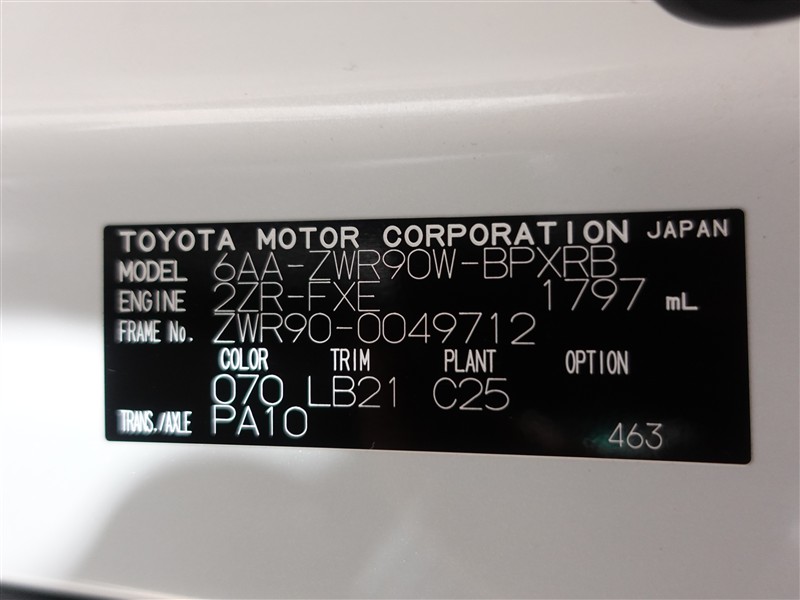 TOYOTA MOTOR CORPORATION JAPAN
MODEL 6AA-ZWR90W-BPXRB
ENGINE 2ZR-FXE 1797 mL
FRAME No. ZWR90-0049712
COLOR TRIM PLANT OPTION
070 LB21 C25
TRANS./AXLE PA10
463